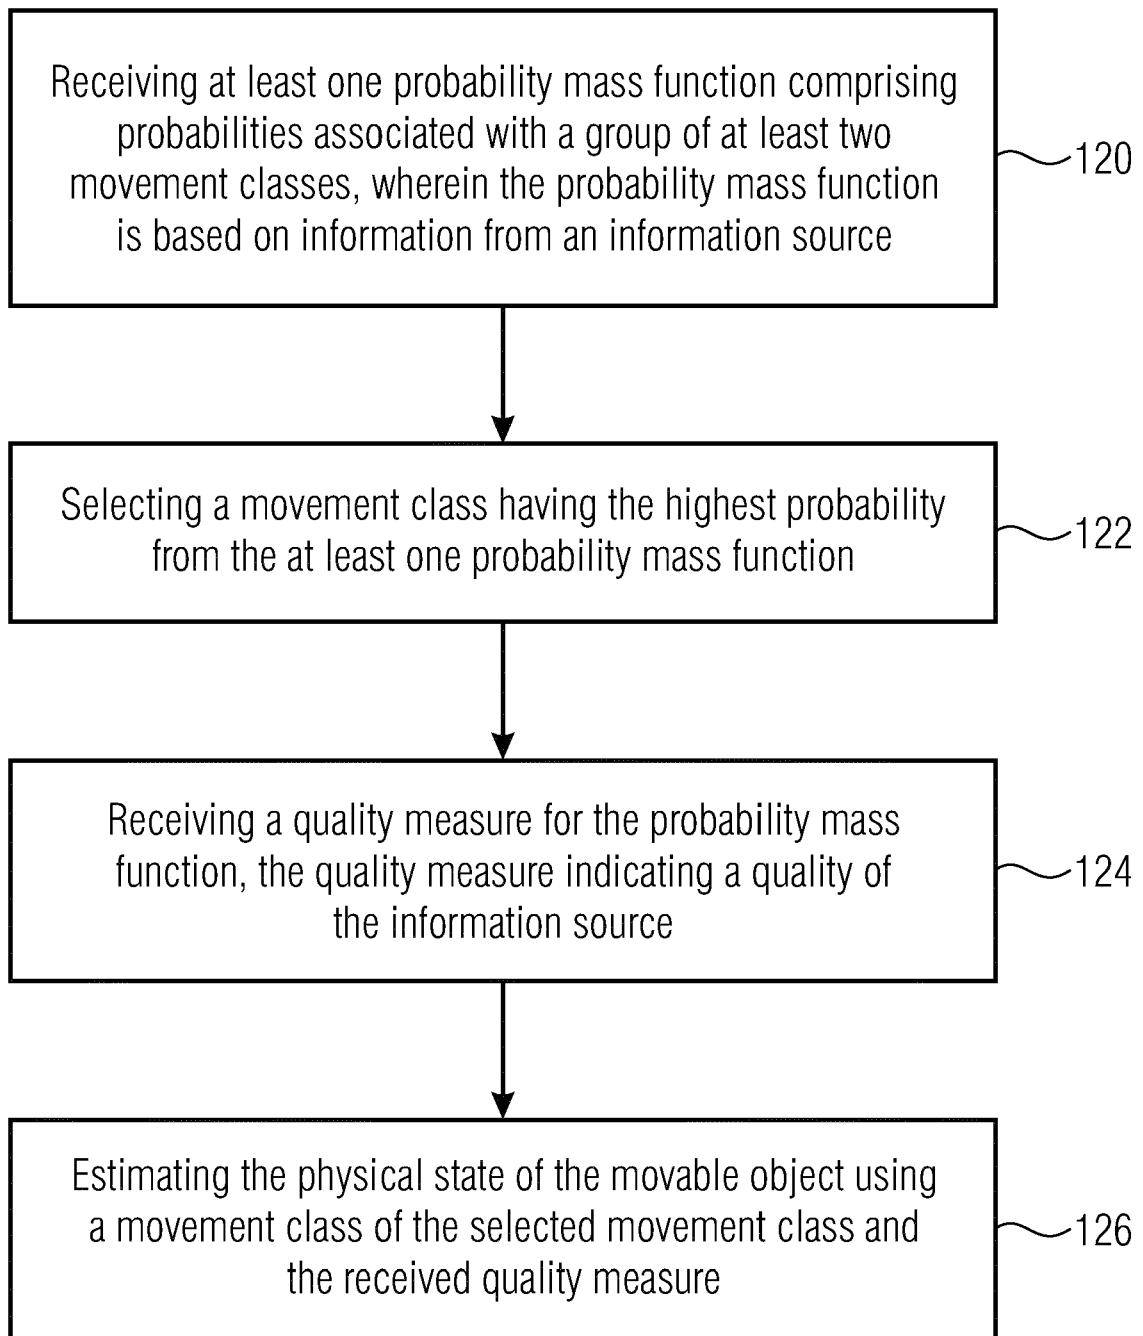 Receiving at least one probability mass function comprising
probabilities associated with a group of at least two
movement classes, wherein the probability mass function
is based on information from an information source
120
Selecting a movement class having the highest probability
from the at least one probability mass function
122
Receiving a quality measure for the probability mass
function, the quality measure indicating a quality of
the information source
124
Estimating the physical state of the movable object using
a movement class of the selected movement class and
the received quality measure
126